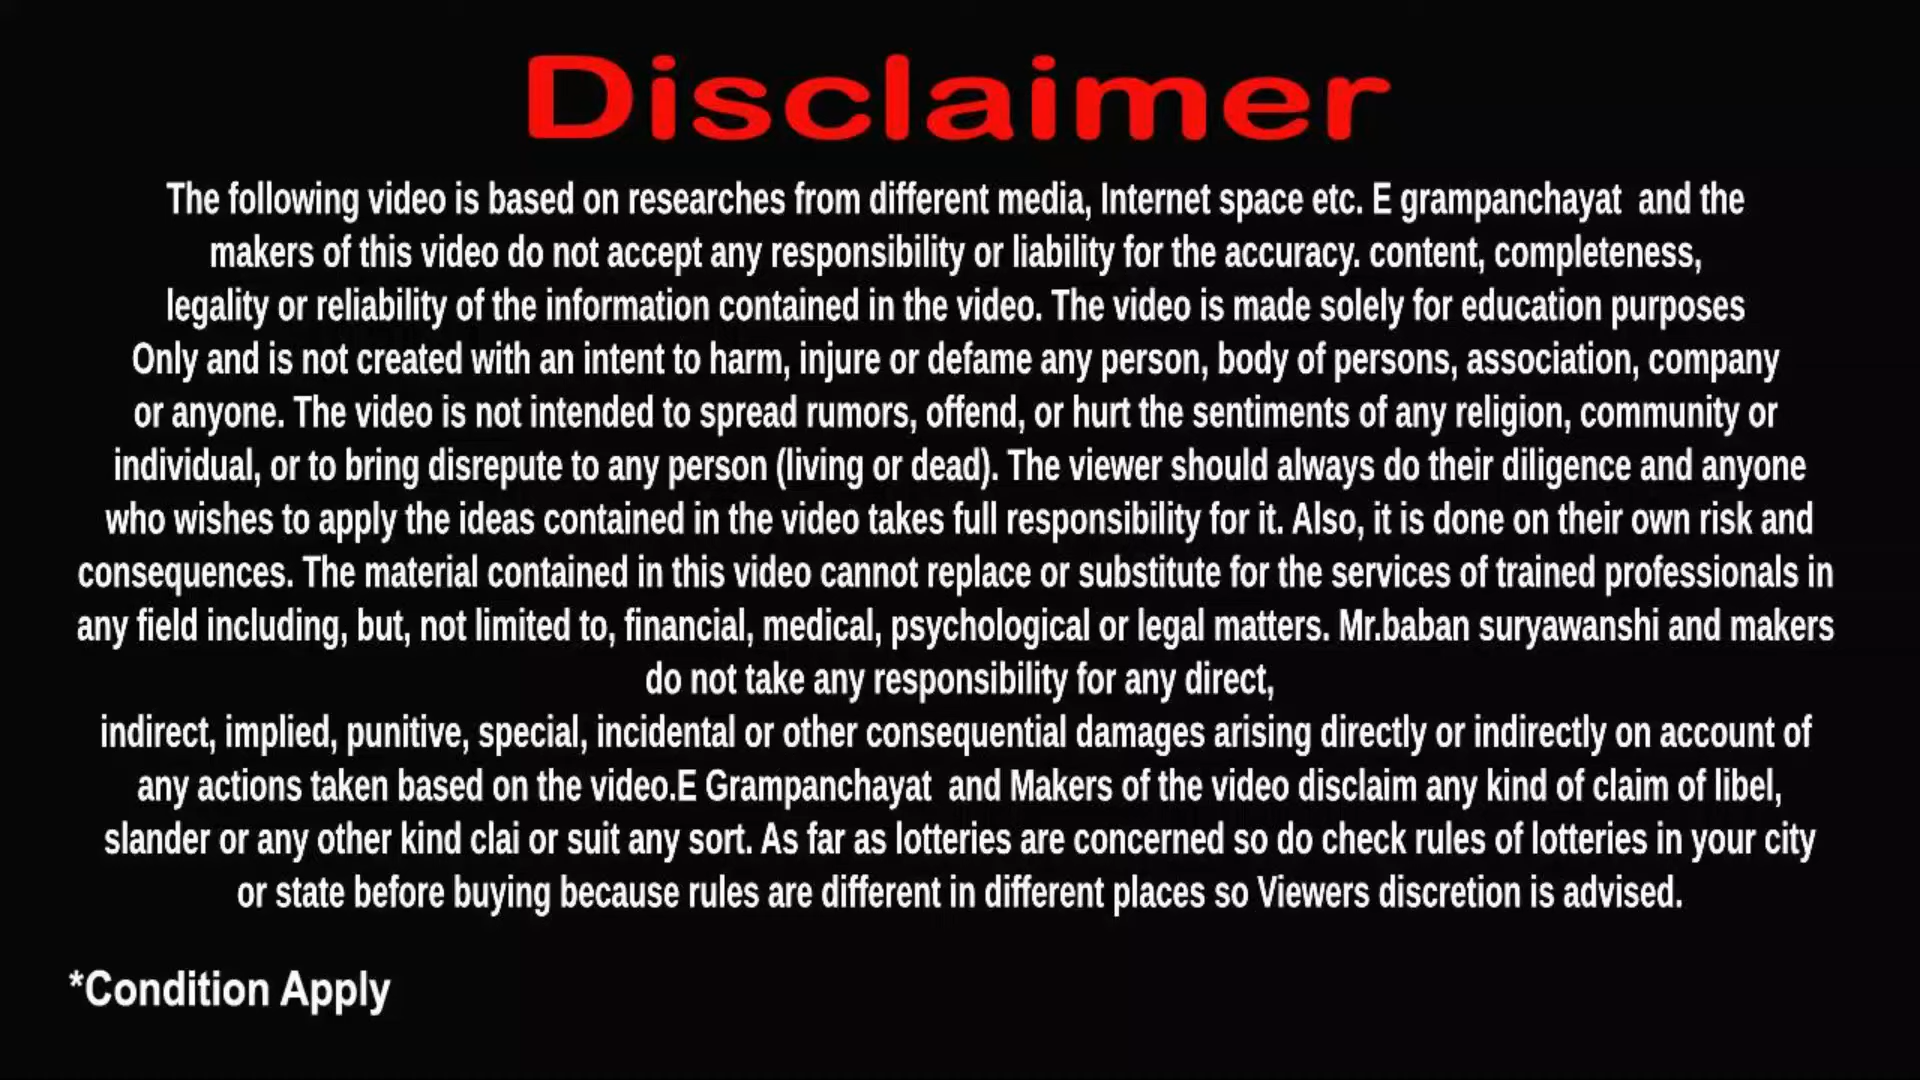 Disclaimer
The following video is based on researches from different media, Internet space etc. E grampanchayat  and the
makers of this video do not accept any responsibility or liability for the accuracy. content, completeness,
legality or reliability of the information contained in the video. The video is made solely for education purposes
Only and is not created with an intent to harm, injure or defame any person, body of persons, association, company
or anyone. The video is not intended to spread rumors, offend, or hurt the sentiments of any religion, community or
individual, or to bring disrepute to any person (living or dead). The viewer should always do their diligence and anyone
who wishes to apply the ideas contained in the video takes full responsibility for it. Also, it is done on their own risk and
consequences. The material contained in this video cannot replace or substitute for the services of trained professionals in
any field including, but, not limited to, financial, medical, psychological or legal matters. Mr.baban suryawanshi and makers
do not take any responsibility for any direct,
indirect, implied, punitive, special, incidental or other consequential damages arising directly or indirectly on account of
any actions taken based on the video.E Grampanchayat  and Makers of the video disclaim any kind of claim of libel,
slander or any other kind clai or suit any sort. As far as lotteries are concerned so do check rules of lotteries in your city
or state before buying because rules are different in different places so Viewers discretion is advised.
*Condition Apply